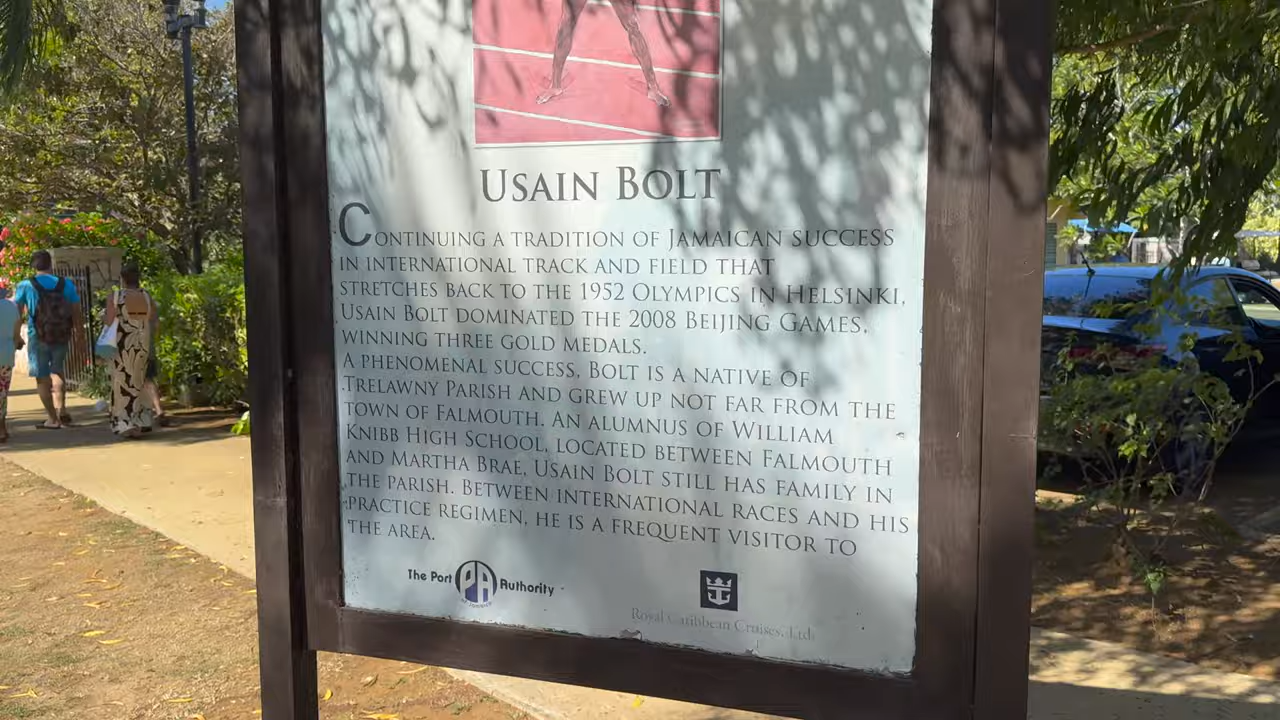 USAIN BOLT
CONTINUING A TRADITION OF JAMAICAN SUCCESS
IN INTERNATIONAL TRACK AND FIELD THAT
STRETCHES BACK TO THE 1952 OLYMPICS IN HELSINKI,
USAIN BOLT DOMINATED THE 2008 BEIJING GAMES,
WINNING THREE GOLD MEDALS.
A PHENOMENAL SUCCESS, BOLT IS A NATIVE OF
TRELAWNY PARISH AND GREW UP NOT FAR FROM THE
TOWN OF FALMOUTH. AN ALUMNUS OF WILLIAM
KNIBB HIGH SCHOOL, LOCATED BETWEEN FALMOUTH
AND MARTHA BRAE, USAIN BOLT STILL HAS FAMILY IN
THE PARISH. BETWEEN INTERNATIONAL RACES AND HIS
PRACTICE REGIMEN, HE IS A FREQUENT VISITOR TO
THE AREA.
The Port PA Authority
Royal Caribbean Cruises, Ltd.